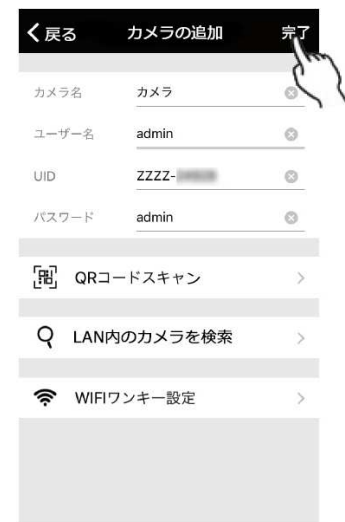 戻る カメラの追加 完了
カメラ名 カメラ
ユーザー名 admin
UID ZZZZ-
パスワード admin
QRコードスキャン
LAN内のカメラを検索
WIFIワンキー設定